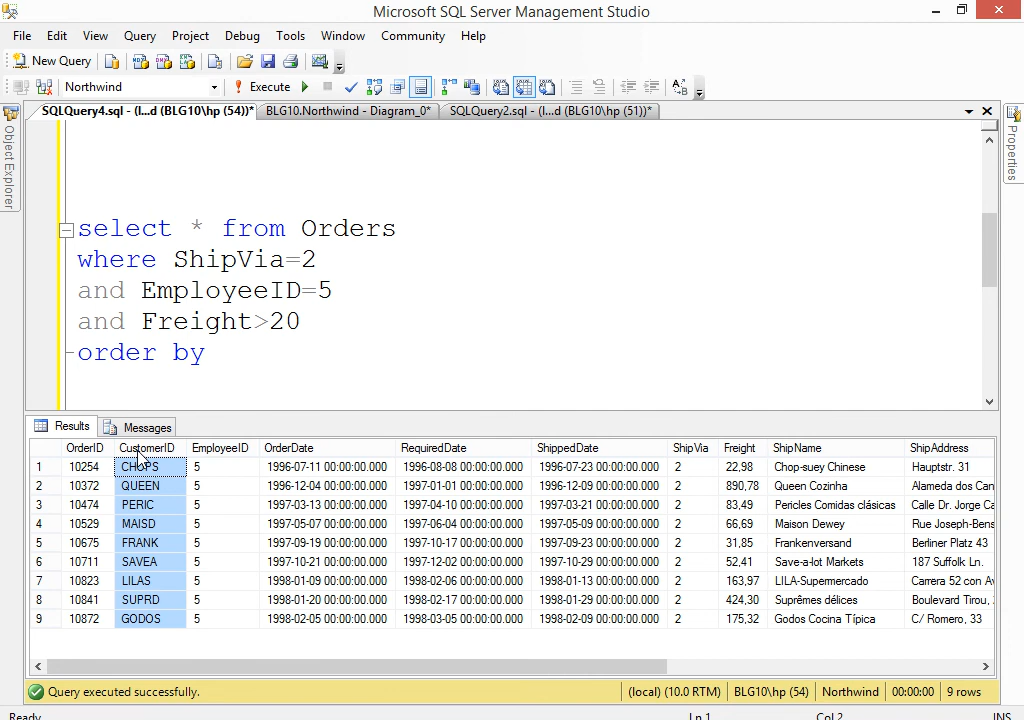 Microsoft SQL Server Management Studio
File Edit View Query Project Debug Tools Window Community Help
New Query
Northwind Execute
SQLQuery4.sql - (l...d (BLG10\hp (54))* BLG10.Northwind - Diagram_0* SQLQuery2.sql - (l...d (BLG10\hp (51))*
Object Explorer
Properties
select * from Orders
where ShipVia=2
and EmployeeID=5
and Freight>20
order by
Results Messages
OrderID CustomerID EmployeeID OrderDate RequiredDate ShippedDate ShipVia Freight ShipName ShipAddress
1 10254 CHOPS 5 1996-07-11 00:00:00.000 1996-08-08 00:00:00.000 1996-07-23 00:00:00.000 2 22,98 Chop-suey Chinese Hauptstr. 31
2 10372 QUEEN 5 1996-12-04 00:00:00.000 1997-01-01 00:00:00.000 1996-12-09 00:00:00.000 2 890,78 Queen Cozinha Alameda dos Can
3 10474 PERIC 5 1997-03-13 00:00:00.000 1997-04-10 00:00:00.000 1997-03-21 00:00:00.000 2 83,49 Pericles Comidas clásicas Calle Dr. Jorge Ca
4 10529 MAISD 5 1997-05-07 00:00:00.000 1997-06-04 00:00:00.000 1997-05-09 00:00:00.000 2 66,69 Maison Dewey Rue Joseph-Bens
5 10675 FRANK 5 1997-09-19 00:00:00.000 1997-10-17 00:00:00.000 1997-09-23 00:00:00.000 2 31,85 Frankenversand Berliner Platz 43
6 10711 SAVEA 5 1997-10-21 00:00:00.000 1997-12-02 00:00:00.000 1997-10-29 00:00:00.000 2 52,41 Save-a-lot Markets 187 Suffolk Ln.
7 10823 LILAS 5 1998-01-09 00:00:00.000 1998-02-06 00:00:00.000 1998-01-13 00:00:00.000 2 163,97 LILA-Supermercado Carrera 52 con Av
8 10841 SUPRD 5 1998-01-20 00:00:00.000 1998-02-17 00:00:00.000 1998-01-29 00:00:00.000 2 424,30 Suprêmes délices Boulevard Tirou,
9 10872 GODOS 5 1998-02-05 00:00:00.000 1998-03-05 00:00:00.000 1998-02-09 00:00:00.000 2 175,32 Godos Cocina Típica C/ Romero, 33
Query executed successfully. (local) (10.0 RTM) BLG10\hp (54) Northwind 00:00:00 9 rows
Ready Ln 1 Col 2 INS